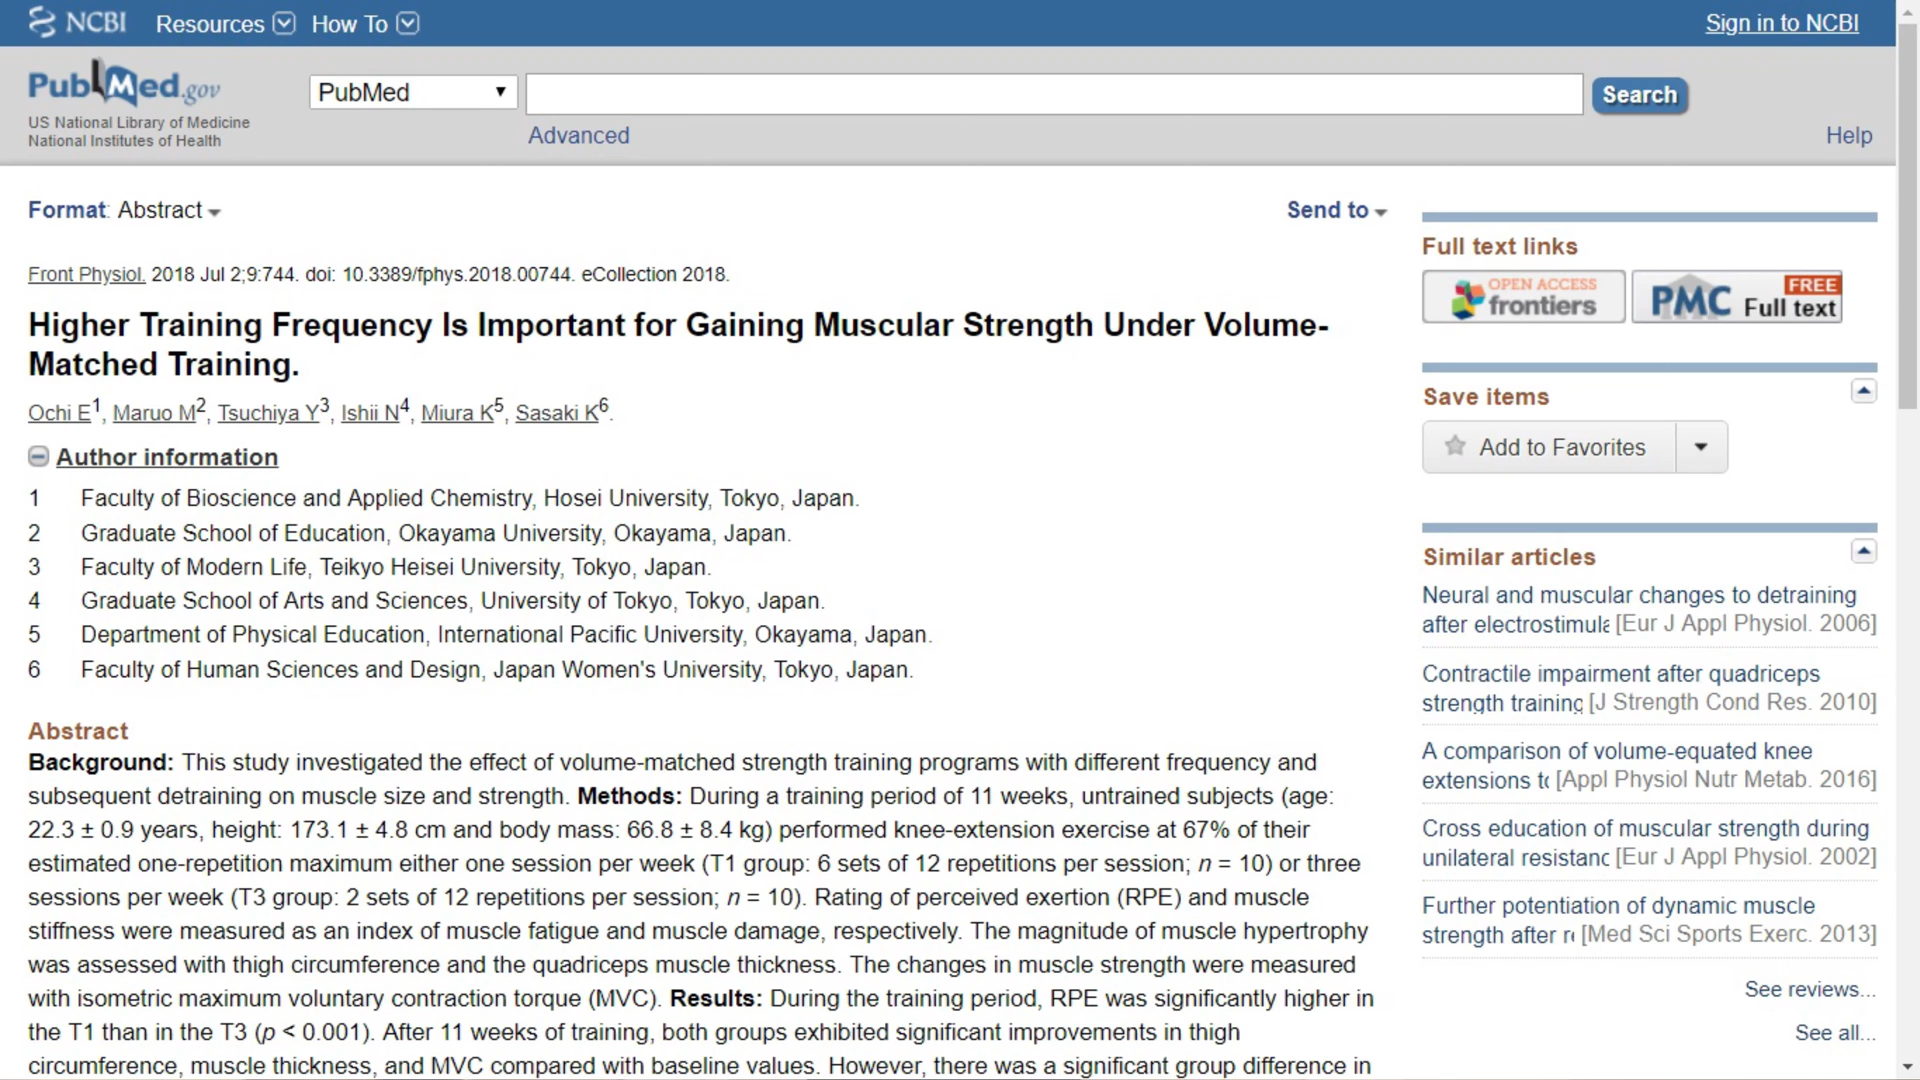 NCBI Resources How To Sign in to NCBI
PubMed.gov
US National Library of Medicine
National Institutes of Health
PubMed
Search
Advanced
Help
Format: Abstract
Send to
Front Physiol. 2018 Jul 2;9:744. doi: 10.3389/fphys.2018.00744. eCollection 2018.
Higher Training Frequency Is Important for Gaining Muscular Strength Under Volume-
Matched Training.
Ochi E1, Maruo M2, Tsuchiya Y3, Ishii N4, Miura K5, Sasaki K6.
Author information
1 Faculty of Bioscience and Applied Chemistry, Hosei University, Tokyo, Japan.
2 Graduate School of Education, Okayama University, Okayama, Japan.
3 Faculty of Modern Life, Teikyo Heisei University, Tokyo, Japan.
4 Graduate School of Arts and Sciences, University of Tokyo, Tokyo, Japan.
5 Department of Physical Education, International Pacific University, Okayama, Japan.
6 Faculty of Human Sciences and Design, Japan Women's University, Tokyo, Japan.
Abstract
Background: This study investigated the effect of volume-matched strength training programs with different frequency and
subsequent detraining on muscle size and strength. Methods: During a training period of 11 weeks, untrained subjects (age:
22.3 ± 0.9 years, height: 173.1 ± 4.8 cm and body mass: 66.8 ± 8.4 kg) performed knee-extension exercise at 67% of their
estimated one-repetition maximum either one session per week (T1 group: 6 sets of 12 repetitions per session; n = 10) or three
sessions per week (T3 group: 2 sets of 12 repetitions per session; n = 10). Rating of perceived exertion (RPE) and muscle
stiffness were measured as an index of muscle fatigue and muscle damage, respectively. The magnitude of muscle hypertrophy
was assessed with thigh circumference and the quadriceps muscle thickness. The changes in muscle strength were measured
with isometric maximum voluntary contraction torque (MVC). Results: During the training period, RPE was significantly higher in
the T1 than in the T3 (p < 0.001). After 11 weeks of training, both groups exhibited significant improvements in thigh
circumference, muscle thickness, and MVC compared with baseline values. However, there was a significant group difference in
Full text links
OPEN ACCESS
frontiers
FREE
PMC Full text
Save items
Add to Favorites
Similar articles
Neural and muscular changes to detraining
after electrostimula [Eur J Appl Physiol. 2006]
Contractile impairment after quadriceps
strength training [J Strength Cond Res. 2010]
A comparison of volume-equated knee
extensions to [Appl Physiol Nutr Metab. 2016]
Cross education of muscular strength during
unilateral resistanc [Eur J Appl Physiol. 2002]
Further potentiation of dynamic muscle
strength after re [Med Sci Sports Exerc. 2013]
See reviews...
See all...